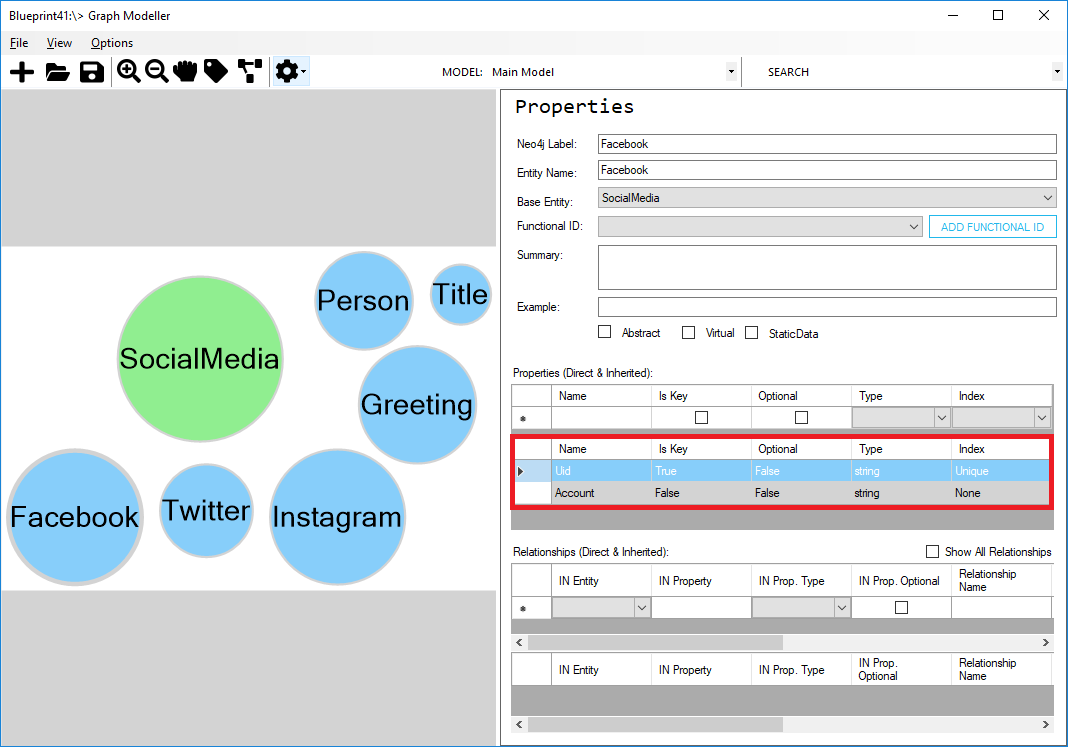 Blueprint41:\> Graph Modeller
File View Options
MODEL: Main Model SEARCH
Properties
Neo4j Label: Facebook
Entity Name: Facebook
Base Entity: SocialMedia
Functional ID: ADD FUNCTIONAL ID
Summary:
Example:
Abstract Virtual StaticData
Properties (Direct & Inherited):
Name Is Key Optional Type Index
Name Is Key Optional Type Index
Uid True False string Unique
Account False False string None
Relationships (Direct & Inherited): Show All Relationships
IN Entity IN Property IN Prop. Type IN Prop. Optional Relationship
Name
IN Entity IN Property IN Prop. Type IN Prop.
Optional Relationship
Name
Person
Title
SocialMedia
Greeting
Facebook
Twitter
Instagram